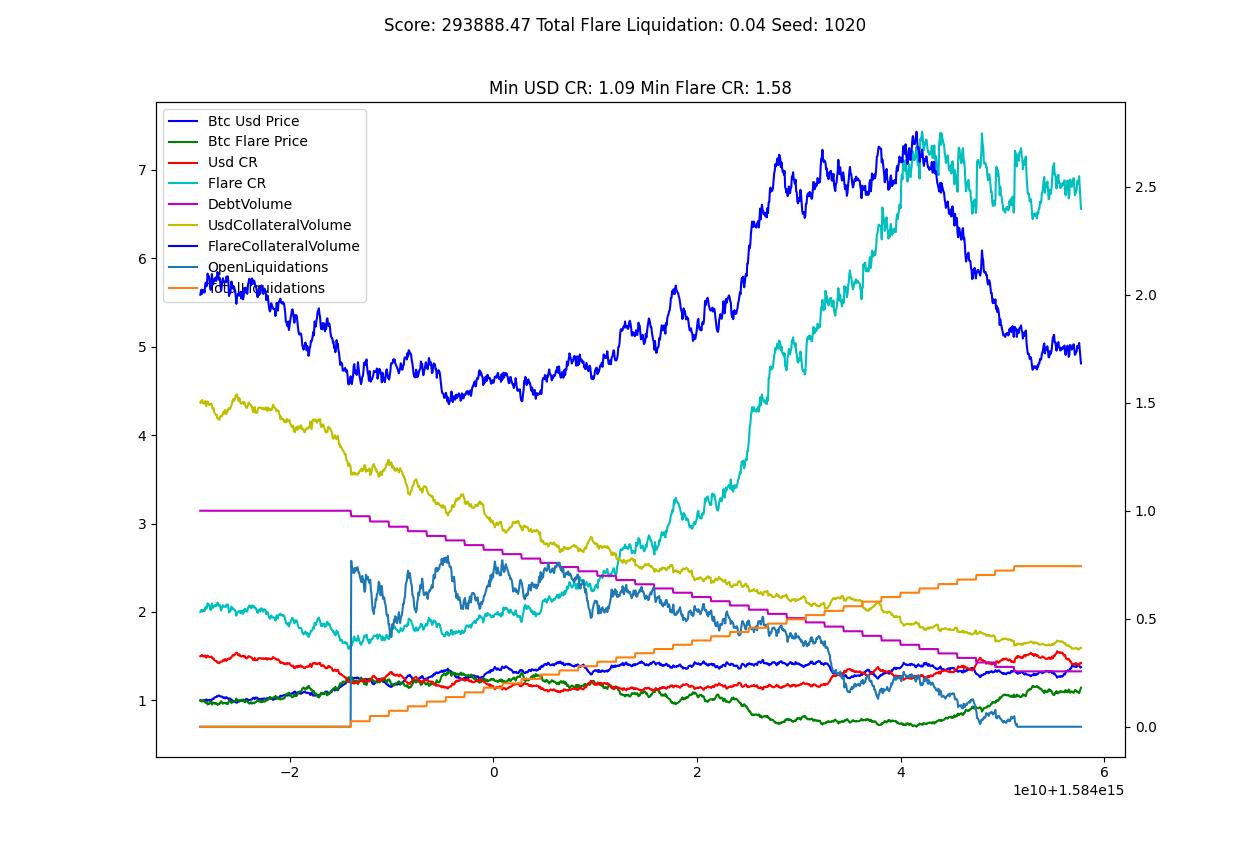 Score: 293888.47 Total Flare Liquidation: 0.04 Seed: 1020
Min USD CR: 1.09 Min Flare CR: 1.58
Btc Usd Price
Btc Flare Price
Usd CR
Flare CR
DebtVolume
UsdCollateralVolume
FlareCollateralVolume
OpenLiquidations
TotalLiquidations
7
6
5
4
3
2
1
2.5
2.0
1.5
1.0
0.5
0.0
−2
0
2
4
6
1e10+1.584e15